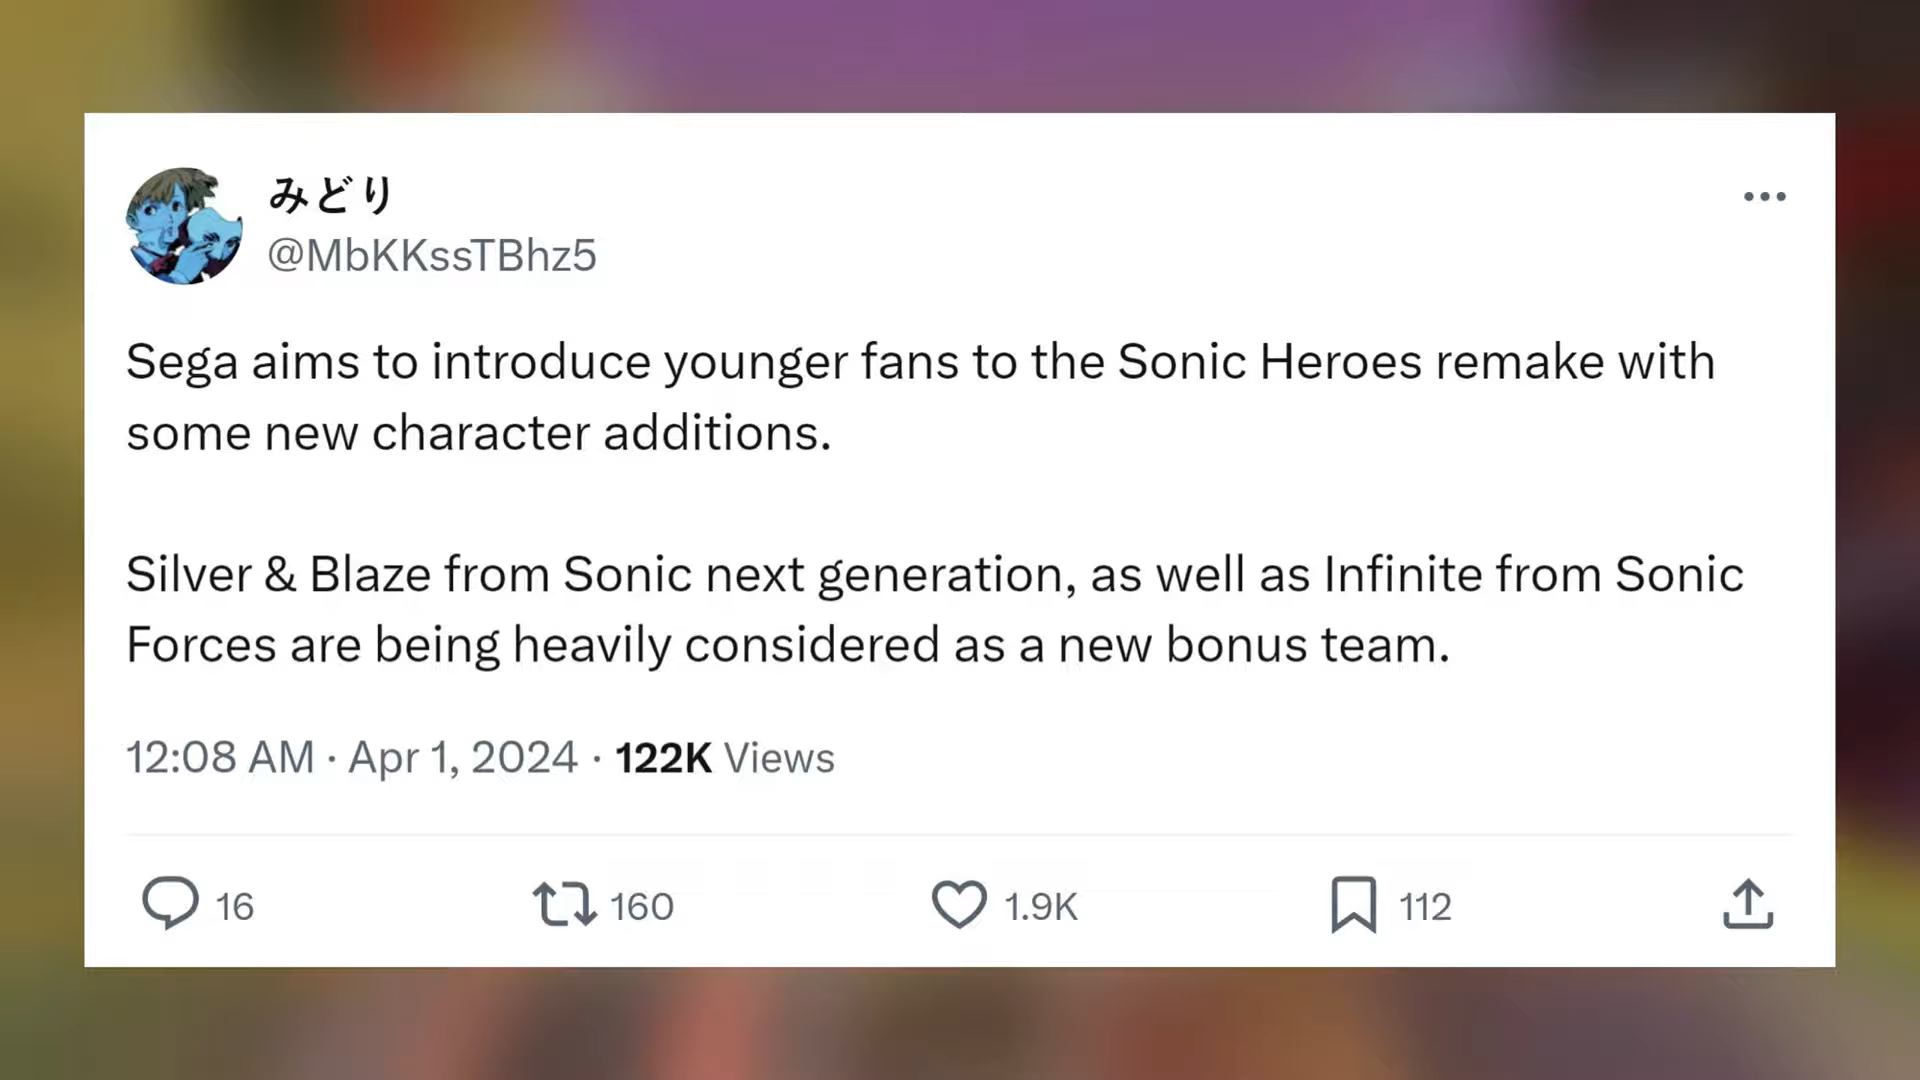 みどり
@MbKKssTBhz5
Sega aims to introduce younger fans to the Sonic Heroes remake with
some new character additions.
Silver & Blaze from Sonic next generation, as well as Infinite from Sonic
Forces are being heavily considered as a new bonus team.
12:08 AM · Apr 1, 2024 · 122K Views
16 160 1.9K 112